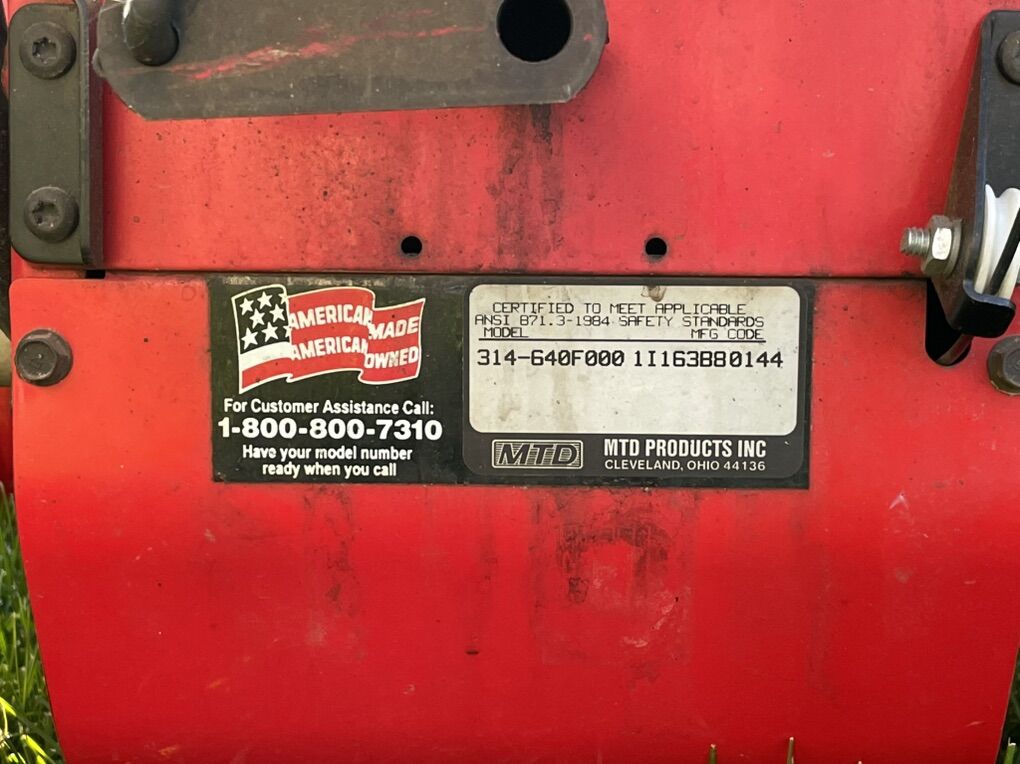 AMERICAN MADE
AMERICAN OWNED
For Customer Assistance Call:
1-800-800-7310
Have your model number
ready when you call
CERTIFIED TO MEET APPLICABLE
ANSI B71.3-1984 SAFETY STANDARDS
MODEL MFG CODE
314-640F000 1I163B80144
MTD
MTD PRODUCTS INC
CLEVELAND, OHIO 44136